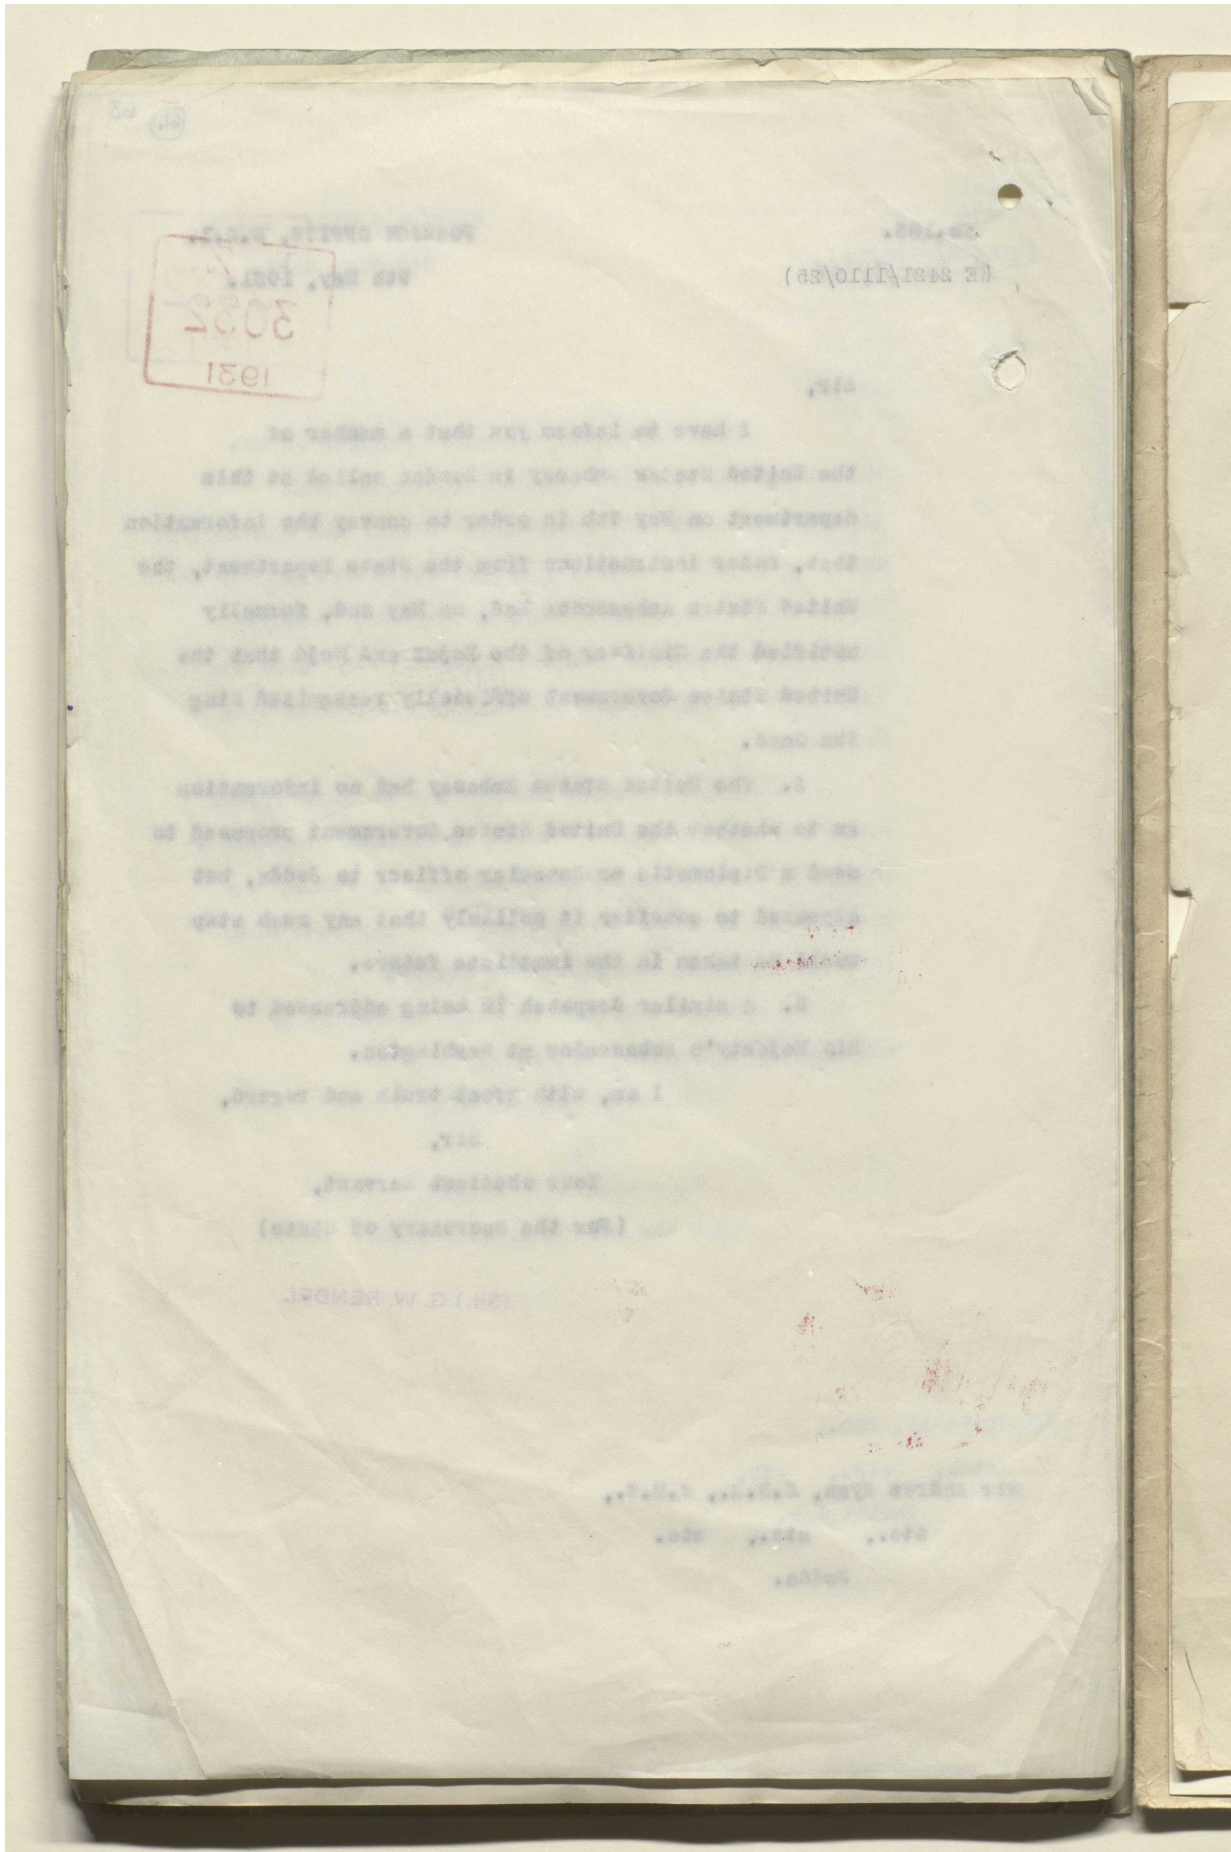 63
No.165.
FOREIGN OFFICE, S.W.1.
(E 2421/1110/25)
9th May, 1931.
3032
1931
Sir,
I have to inform you that a member of
the United States Embassy in London called at this
department on May 4th in order to convey the information
that, under instructions from the State Department, the
United States Ambassador had, on May 2nd, formally
notified the Minister of the Hejaz and Nejd that the
United States Government officially recognised King
Ibn Saud.
2. The United States Embassy had no information
as to whether the United States Government proposed to
send a Diplomatic or Consular officer to Jedda, but
appeared to consider it unlikely that any such step
would be taken in the immediate future.
3. A similar despatch is being addressed to
His Majesty's Ambassador at Washington.
I am, with great truth and regard,
Sir,
Your obedient Servant,
(For the Secretary of State)
G W RENDEL
Sir Andrew Ryan, K.B.E., C.M.G.,
etc., etc., etc.
Jedda.